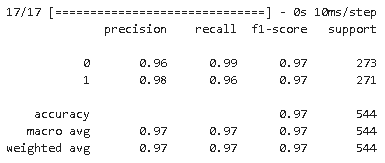 17/17 [==============================] - 0s 10ms/step
              precision    recall  f1-score   support

           0       0.96      0.99      0.97       273
           1       0.98      0.96      0.97       271

    accuracy                           0.97       544
   macro avg       0.97      0.97      0.97       544
weighted avg       0.97      0.97      0.97       544